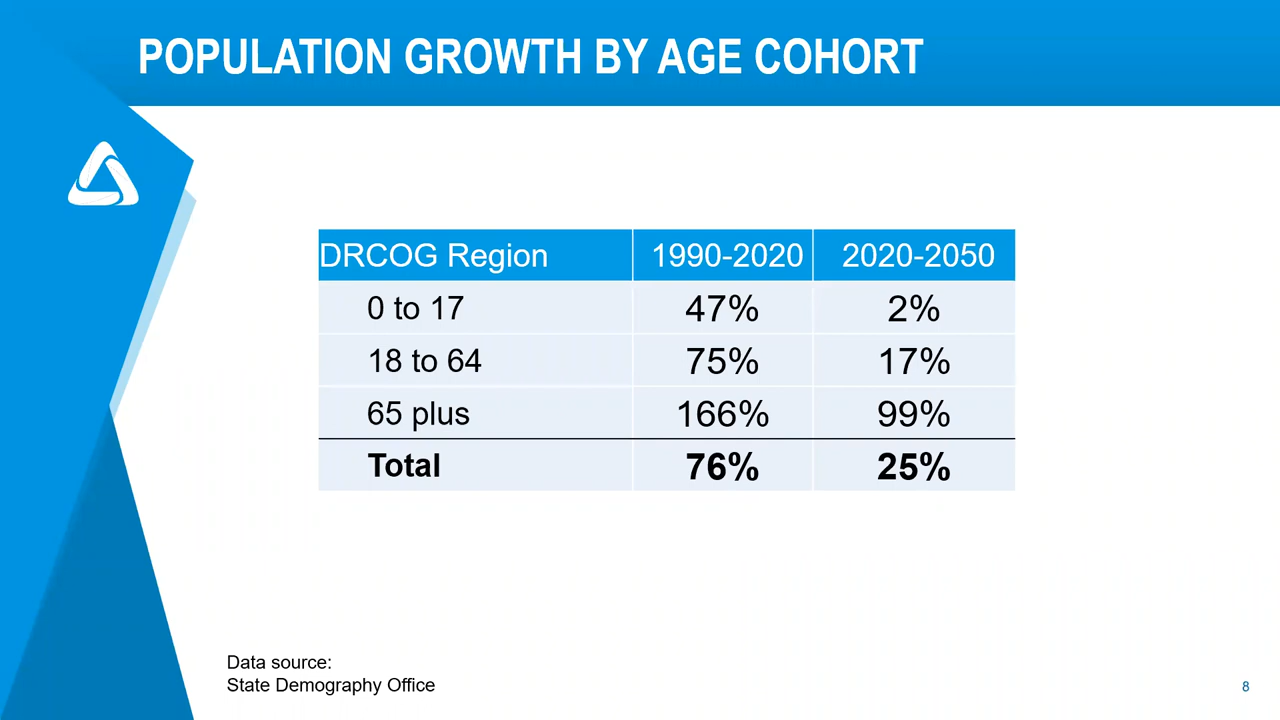 POPULATION GROWTH BY AGE COHORT
DRCOG Region 1990-2020 2020-2050
0 to 17 47% 2%
18 to 64 75% 17%
65 plus 166% 99%
Total 76% 25%
Data source:
State Demography Office
8